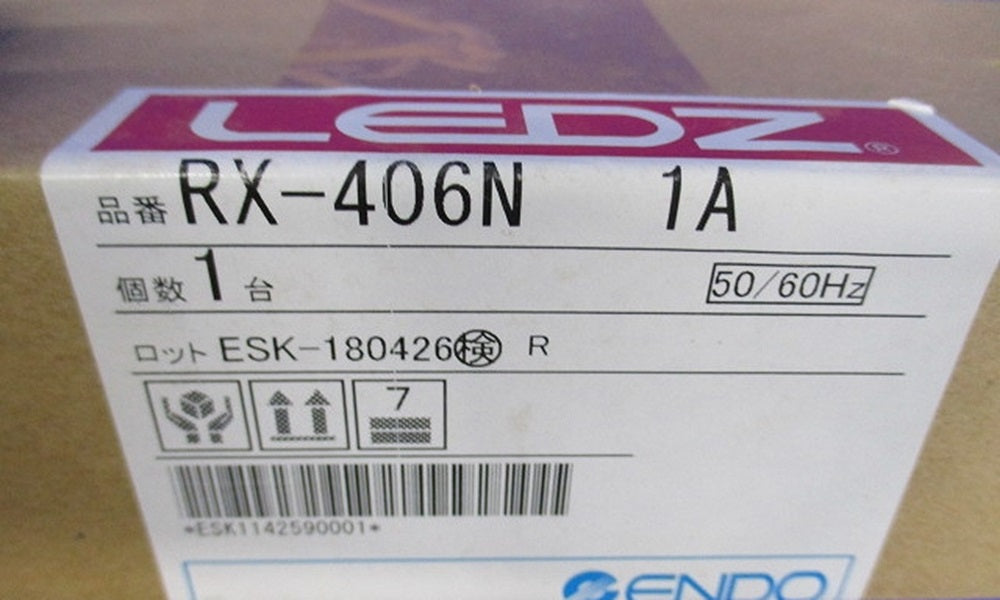 LEDZ®
品番 RX-406N 1A
個数 1 台 50/60Hz
ロット ESK-180426検 R
7
*ESK1142590001*
ENDO